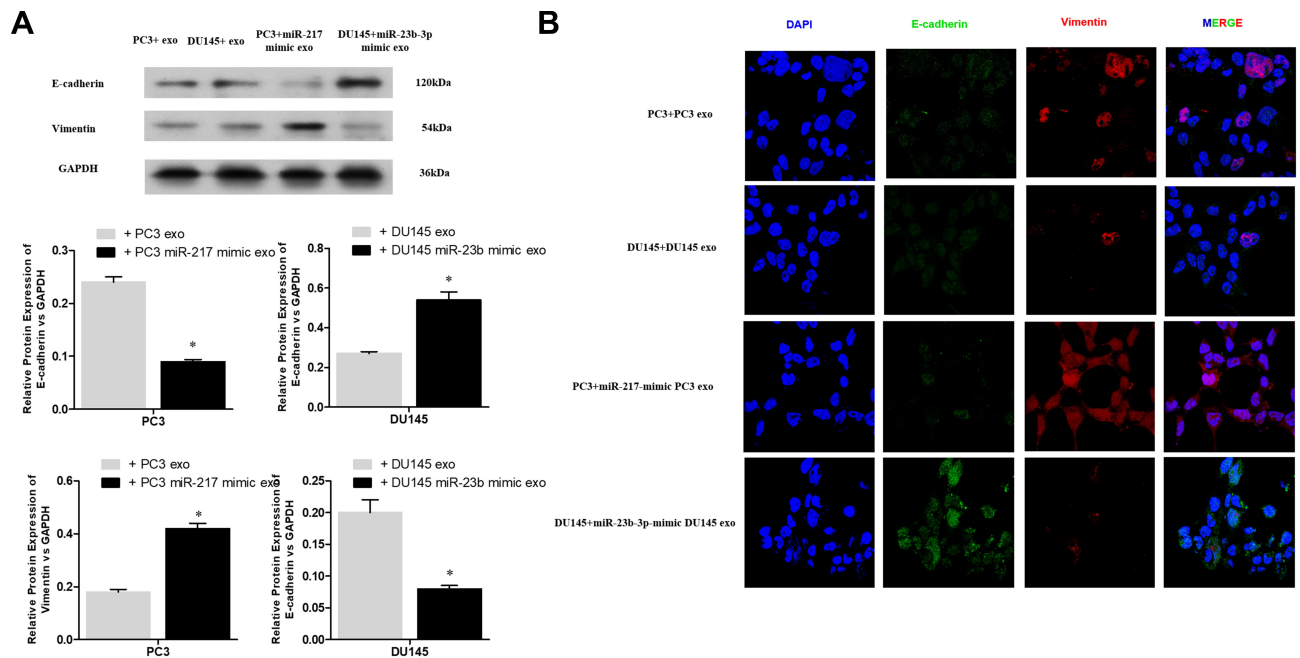 A
PC3+ exo
DU145+ exo
PC3+miR-217
mimic exo
DU145+miR-23b-3p
mimic exo
E-cadherin
120kDa
Vimentin
54kDa
GAPDH
36kDa
+ PC3 exo
+ PC3 miR-217 mimic exo
Relative Protein Expression of
E-cadherin vs GAPDH
0.3
0.2
0.1
0.0
*
PC3
+ DU145 exo
+ DU145 miR-23b mimic exo
Relative Protein Expression of
E-cadherin vs GAPDH
0.8
0.6
0.4
0.2
0.0
*
DU145
+ PC3 exo
+ PC3 miR-217 mimic exo
Relative Protein Expression of
Vimentin vs GAPDH
0.6
0.4
0.2
0.0
*
PC3
+ DU145 exo
+ DU145 miR-23b mimic exo
Relative Protein Expression of
E-cadherin vs GAPDH
0.25
0.20
0.15
0.10
0.05
0.00
*
DU145
B
DAPI
E-cadherin
Vimentin
MERGE
PC3+PC3 exo
DU145+DU145 exo
PC3+miR-217-mimic PC3 exo
DU145+miR-23b-3p-mimic DU145 exo